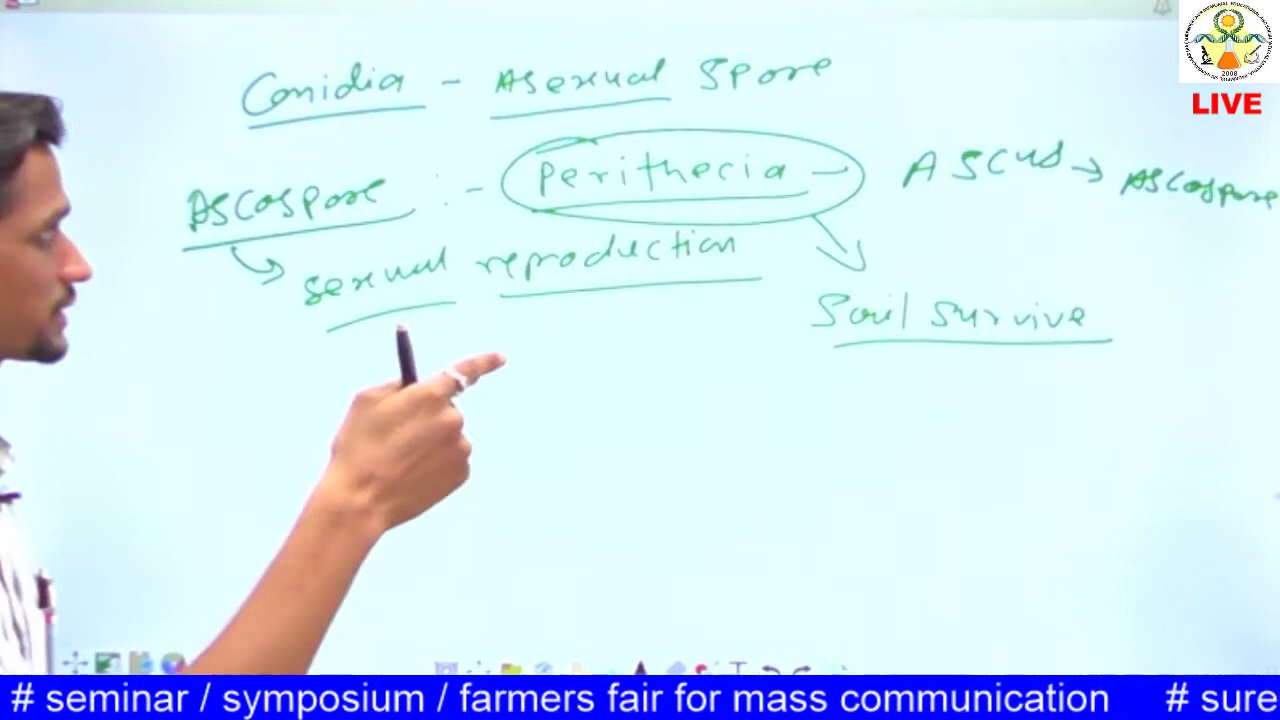 Conidia - Asexual Spore
Ascospore :- Perithecia - Ascus → Ascospore
sexual reproduction
Soil survive
2008
LIVE
# seminar / symposium / farmers fair for mass communication # sure